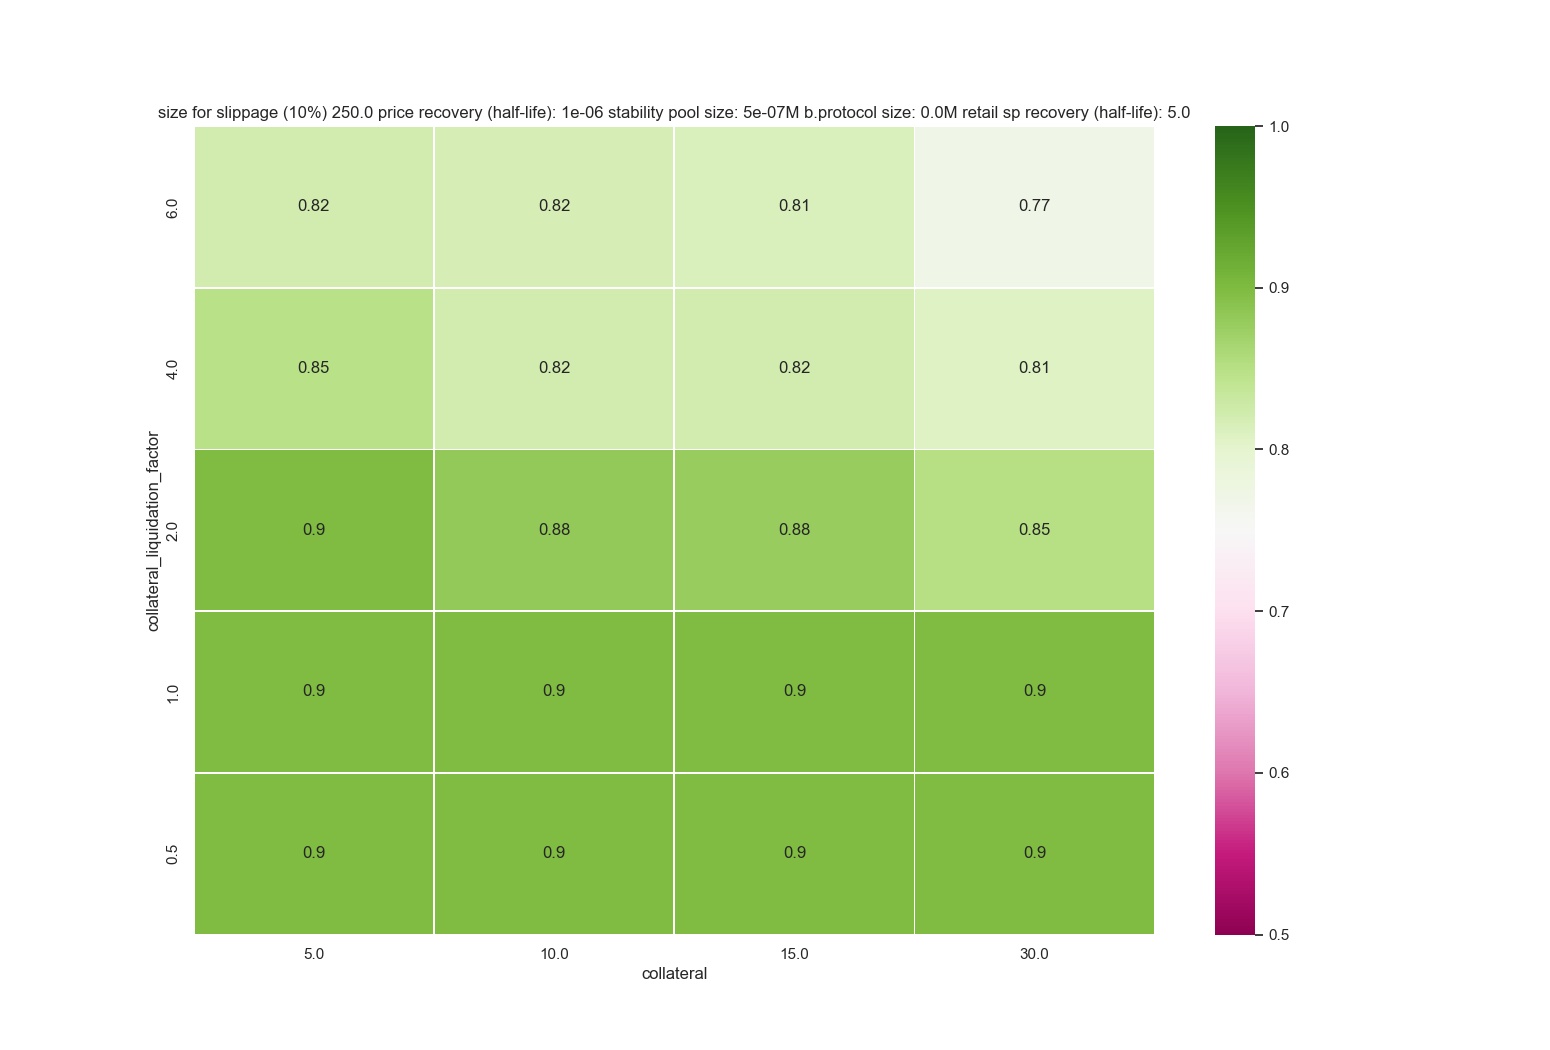 size for slippage (10%) 250.0 price recovery (half-life): 1e-06 stability pool size: 5e-07M b.protocol size: 0.0M retail sp recovery (half-life): 5.0
collateral_liquidation_factor
6.0
0.82 0.82 0.81 0.77
4.0
0.85 0.82 0.82 0.81
2.0
0.9 0.88 0.88 0.85
1.0
0.9 0.9 0.9 0.9
0.5
0.9 0.9 0.9 0.9
5.0 10.0 15.0 30.0
collateral
1.0
0.9
0.8
0.7
0.6
0.5